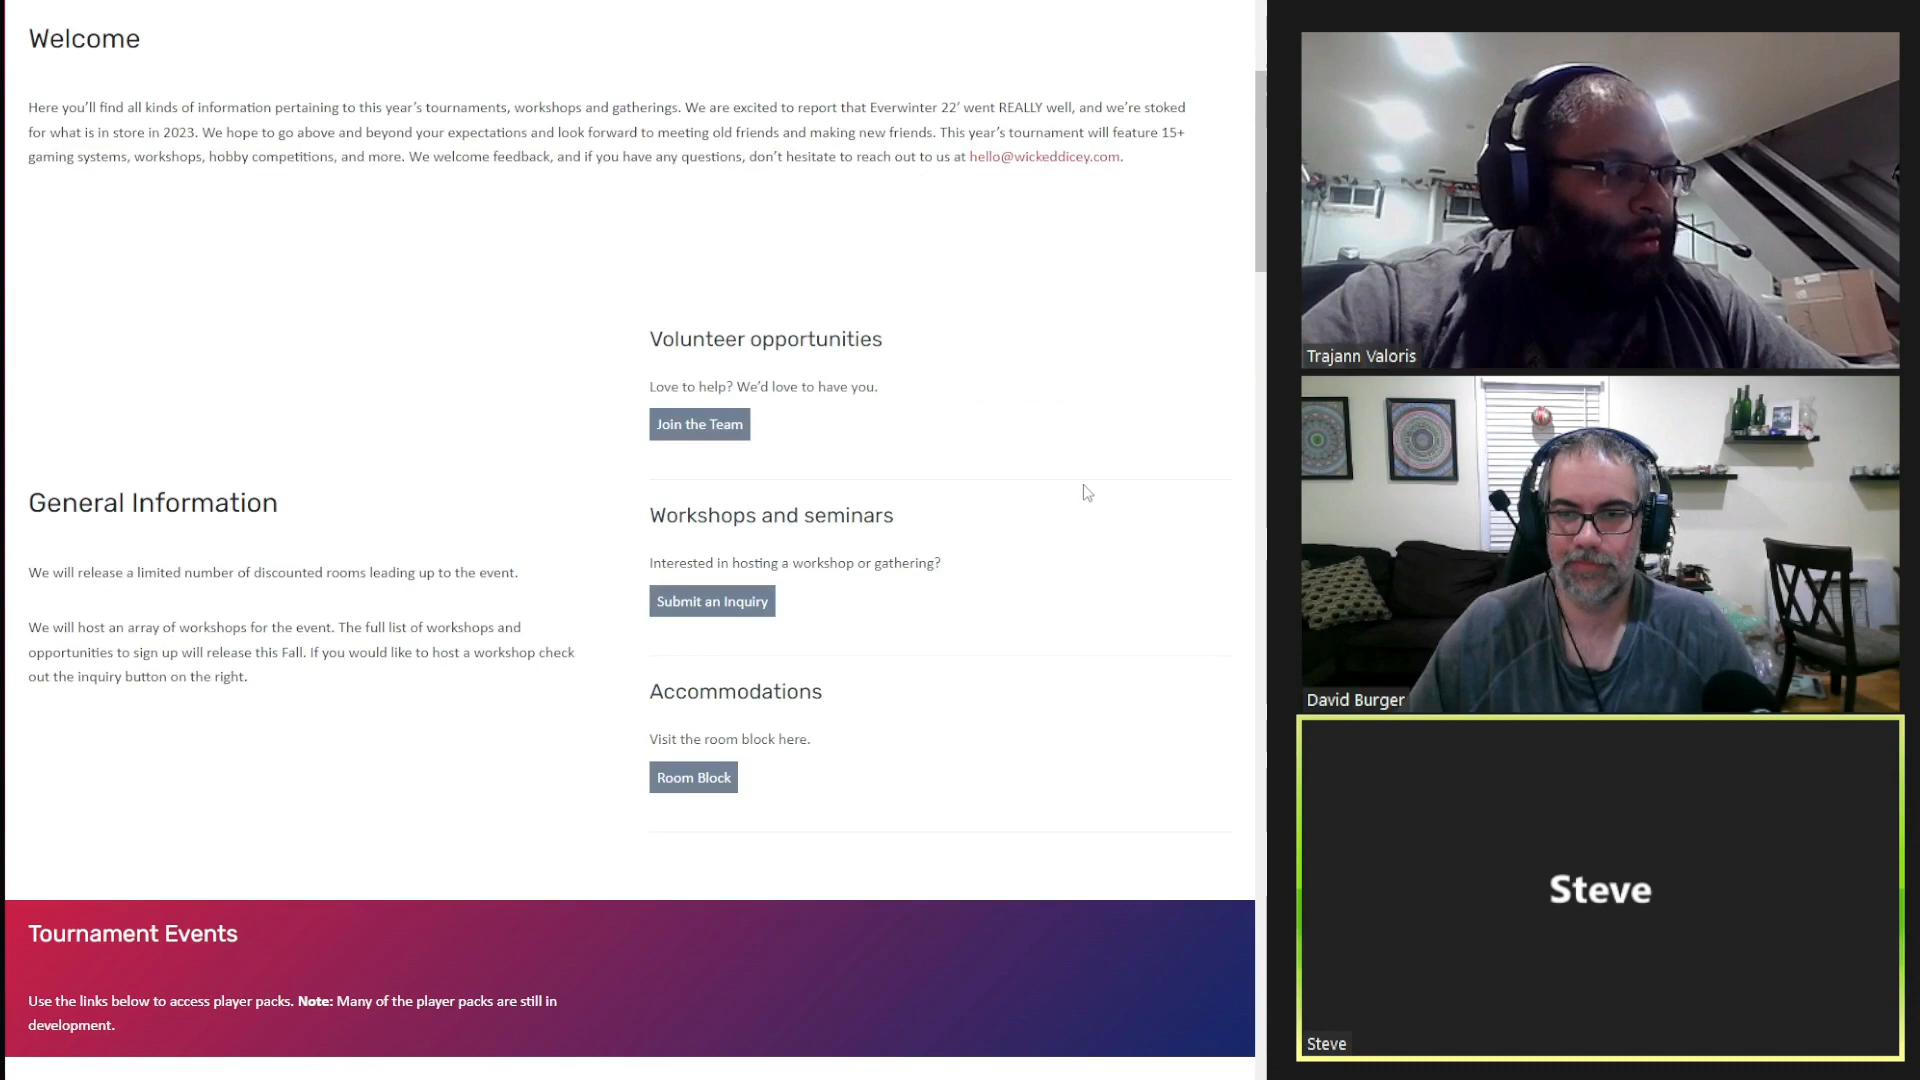 Welcome
Here you’ll find all kinds of information pertaining to this year’s tournaments, workshops and gatherings. We are excited to report that Everwinter 22’ went REALLY well, and we’re stoked
for what is in store in 2023. We hope to go above and beyond your expectations and look forward to meeting old friends and making new friends. This year’s tournament will feature 15+
gaming systems, workshops, hobby competitions, and more. We welcome feedback, and if you have any questions, don’t hesitate to reach out to us at hello@wickeddicey.com.
General Information
We will release a limited number of discounted rooms leading up to the event.
We will host an array of workshops for the event. The full list of workshops and
opportunities to sign up will release this Fall. If you would like to host a workshop check
out the inquiry button on the right.
Volunteer opportunities
Love to help? We’d love to have you.
Join the Team
Workshops and seminars
Interested in hosting a workshop or gathering?
Submit an Inquiry
Accommodations
Visit the room block here.
Room Block
Tournament Events
Use the links below to access player packs. Note: Many of the player packs are still in
development.
Trajann Valoris
David Burger
Steve
Steve